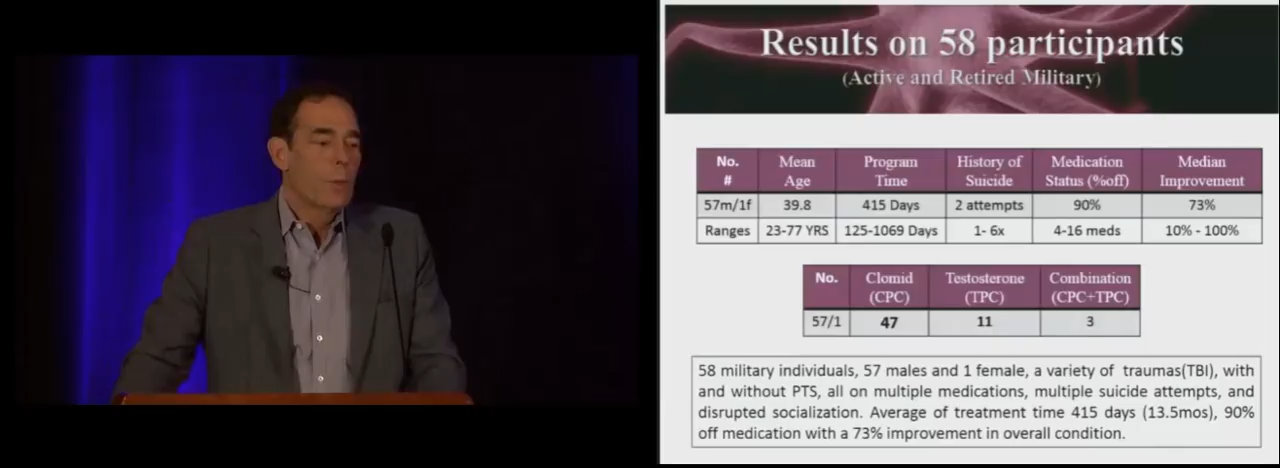 Results on 58 participants
(Active and Retired Military)
No. # Mean Age Program Time History of Suicide Medication Status (%off) Median Improvement
57m/1f 39.8 415 Days 2 attempts 90% 73%
Ranges 23-77 YRS 125-1069 Days 1- 6x 4-16 meds 10% - 100%
No. Clomid (CPC) Testosterone (TPC) Combination (CPC+TPC)
57/1 47 11 3
58 military individuals, 57 males and 1 female, a variety of traumas(TBI), with
and without PTS, all on multiple medications, multiple suicide attempts, and
disrupted socialization. Average of treatment time 415 days (13.5mos), 90%
off medication with a 73% improvement in overall condition.